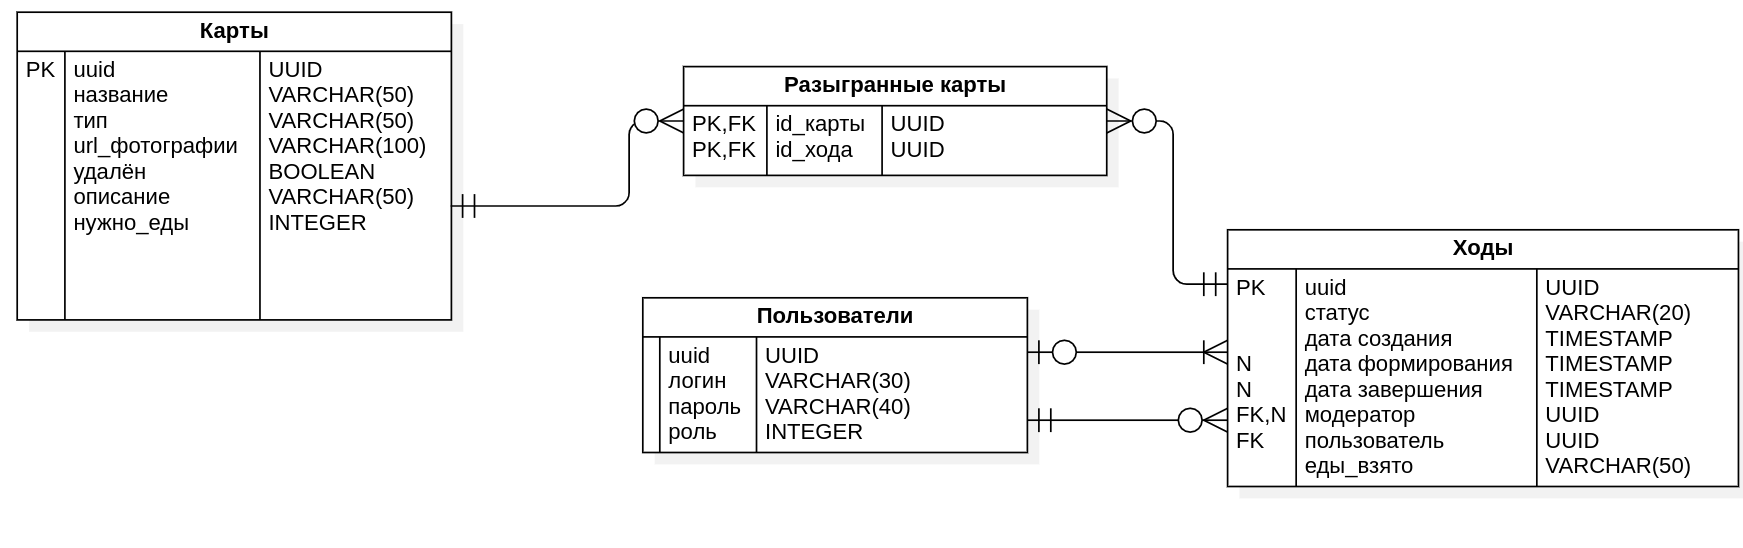 Карты
PK uuid UUID
название VARCHAR(50)
тип VARCHAR(50)
url_фотографии VARCHAR(100)
удалён BOOLEAN
описание VARCHAR(50)
нужно_еды INTEGER
Разыгранные карты
PK,FK id_карты UUID
PK,FK id_хода UUID
Пользователи
uuid UUID
логин VARCHAR(30)
пароль VARCHAR(40)
роль INTEGER
Ходы
PK uuid UUID
статус VARCHAR(20)
дата создания TIMESTAMP
N дата формирования TIMESTAMP
N дата завершения TIMESTAMP
FK,N модератор UUID
FK пользователь UUID
еды_взято VARCHAR(50)